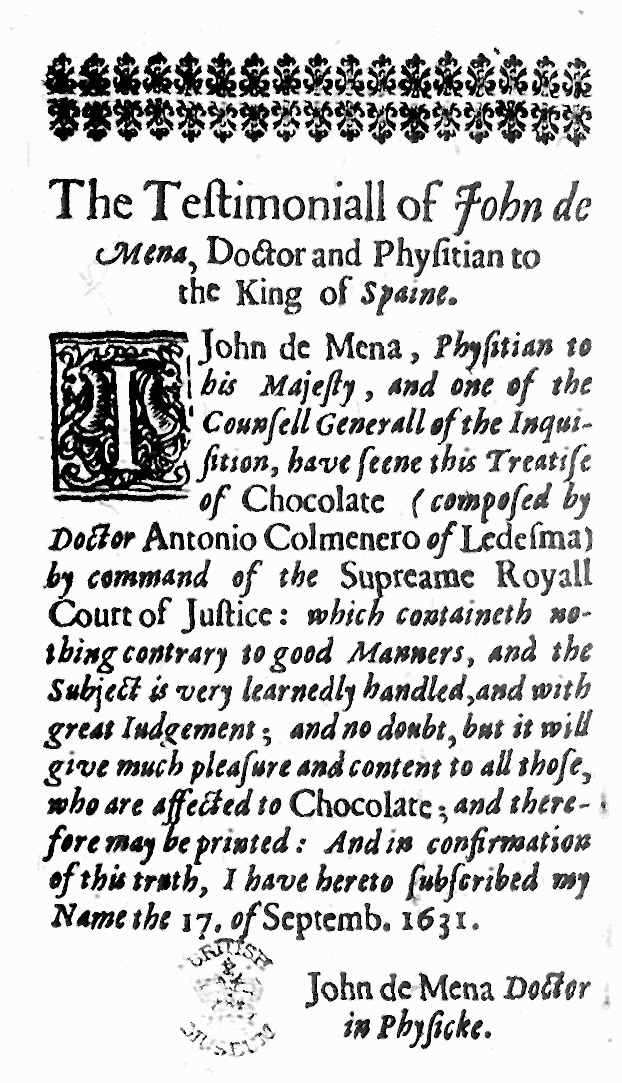 The Teſtimoniall of John de
Mena, Doctor and Phyſitian to
the King of Spaine.
I John de Mena, Phyſitian to
his Majeſty, and one of the
Counſell Generall of the Inqui-
ſition, have ſeene this Treatiſe
of Chocolate (compoſed by
Doctor Antonio Colmenero of Ledeſma)
by command of the Supreame Royall
Court of Juſtice: which containeth no-
thing contrary to good Manners, and the
Subject is very learnedly handled, and with
great Iudgement; and no doubt, but it will
give much pleaſure and content to all thoſe,
who are affected to Chocolate; and there-
fore may be printed: And in confirmation
of this truth, I have hereto ſubſcribed my
Name the 17. of Septemb. 1631.
John de Mena Doctor
in Phyſicke.
BRITISH
MUSEUM